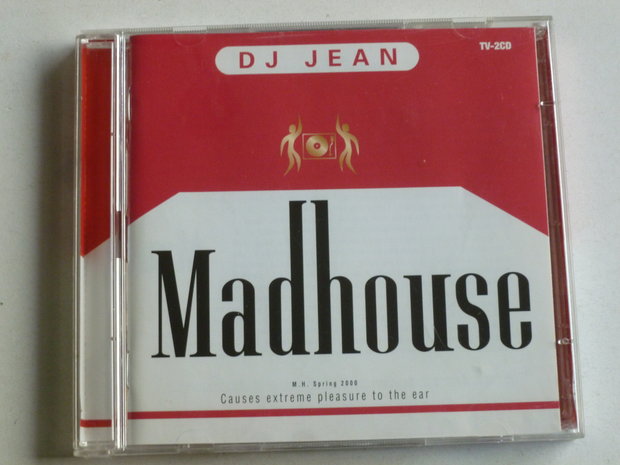 DJ JEAN
TV-2CD
Madhouse
M.H. Spring 2000
Causes extreme pleasure to the ear